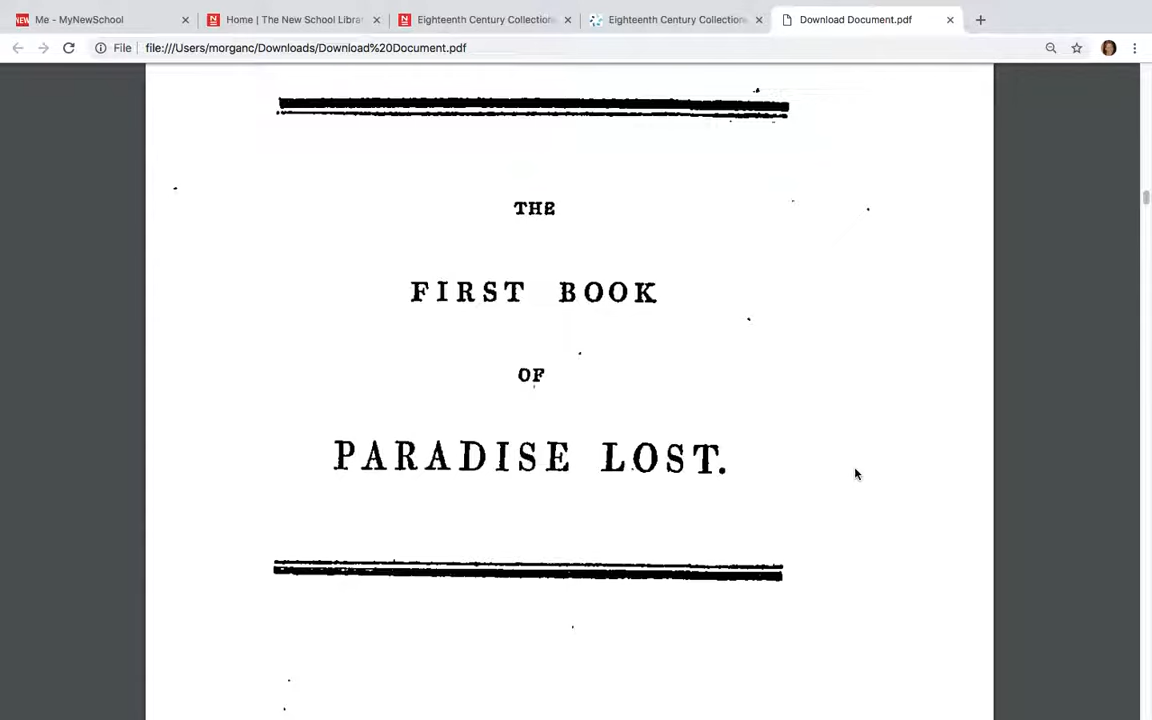 Me - MyNewSchool
Home | The New School Librar
Eighteenth Century Collection
Eighteenth Century Collection
Download Document.pdf
File
file:///Users/morganc/Downloads/Download%20Document.pdf
THE
FIRST BOOK
OF
PARADISE LOST.